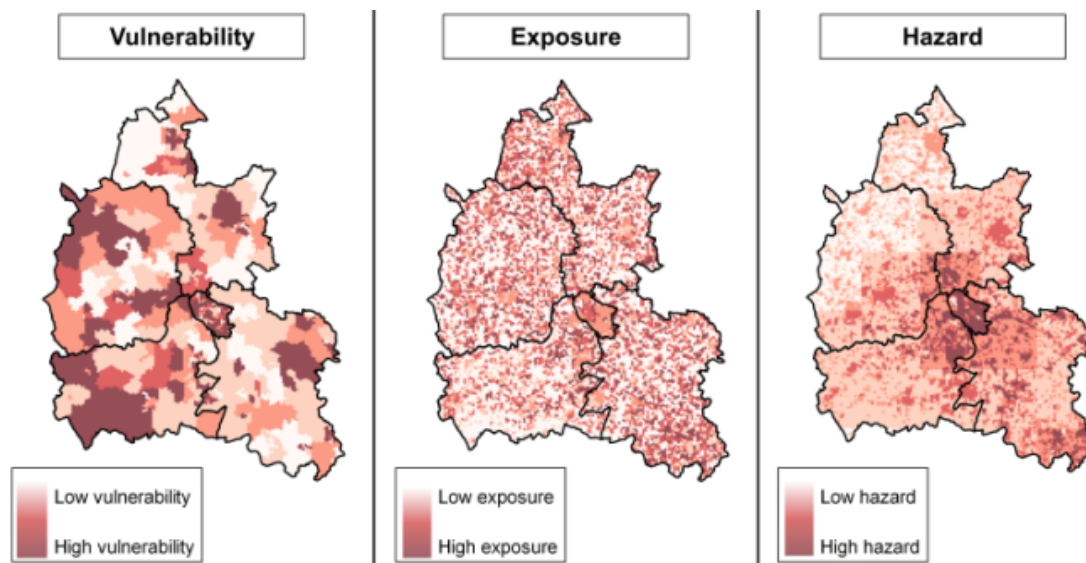 Vulnerability
Exposure
Hazard
Low vulnerability
High vulnerability
Low exposure
High exposure
Low hazard
High hazard